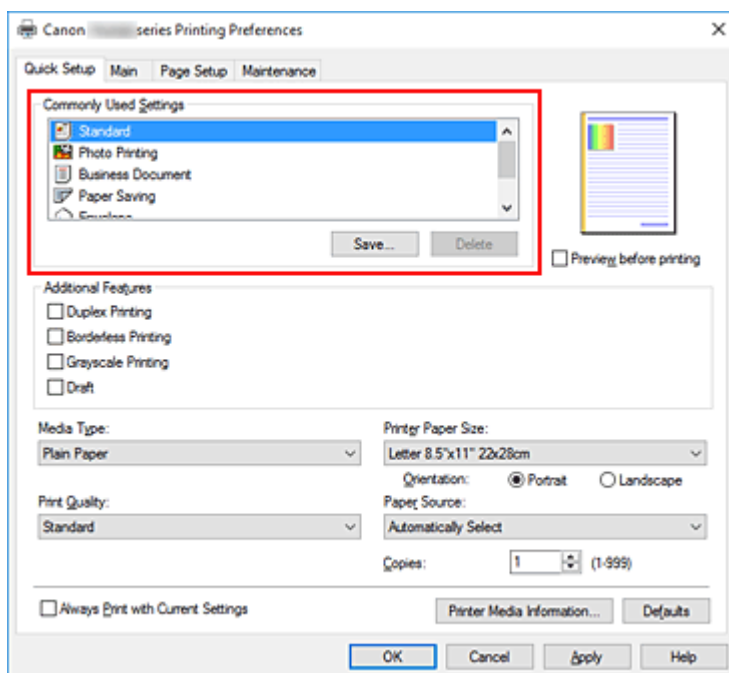 Canon series Printing Preferences
Quick Setup Main Page Setup Maintenance
Commonly Used Settings
Standard
Photo Printing
Business Document
Paper Saving
Envelope
Save... Delete
Preview before printing
Additional Features
Duplex Printing
Borderless Printing
Grayscale Printing
Draft
Media Type:
Plain Paper
Printer Paper Size:
Letter 8.5"x11" 22x28cm
Orientation: Portrait Landscape
Print Quality:
Standard
Paper Source:
Automatically Select
Copies: 1 (1-999)
Always Print with Current Settings
Printer Media Information... Defaults
OK Cancel Apply Help